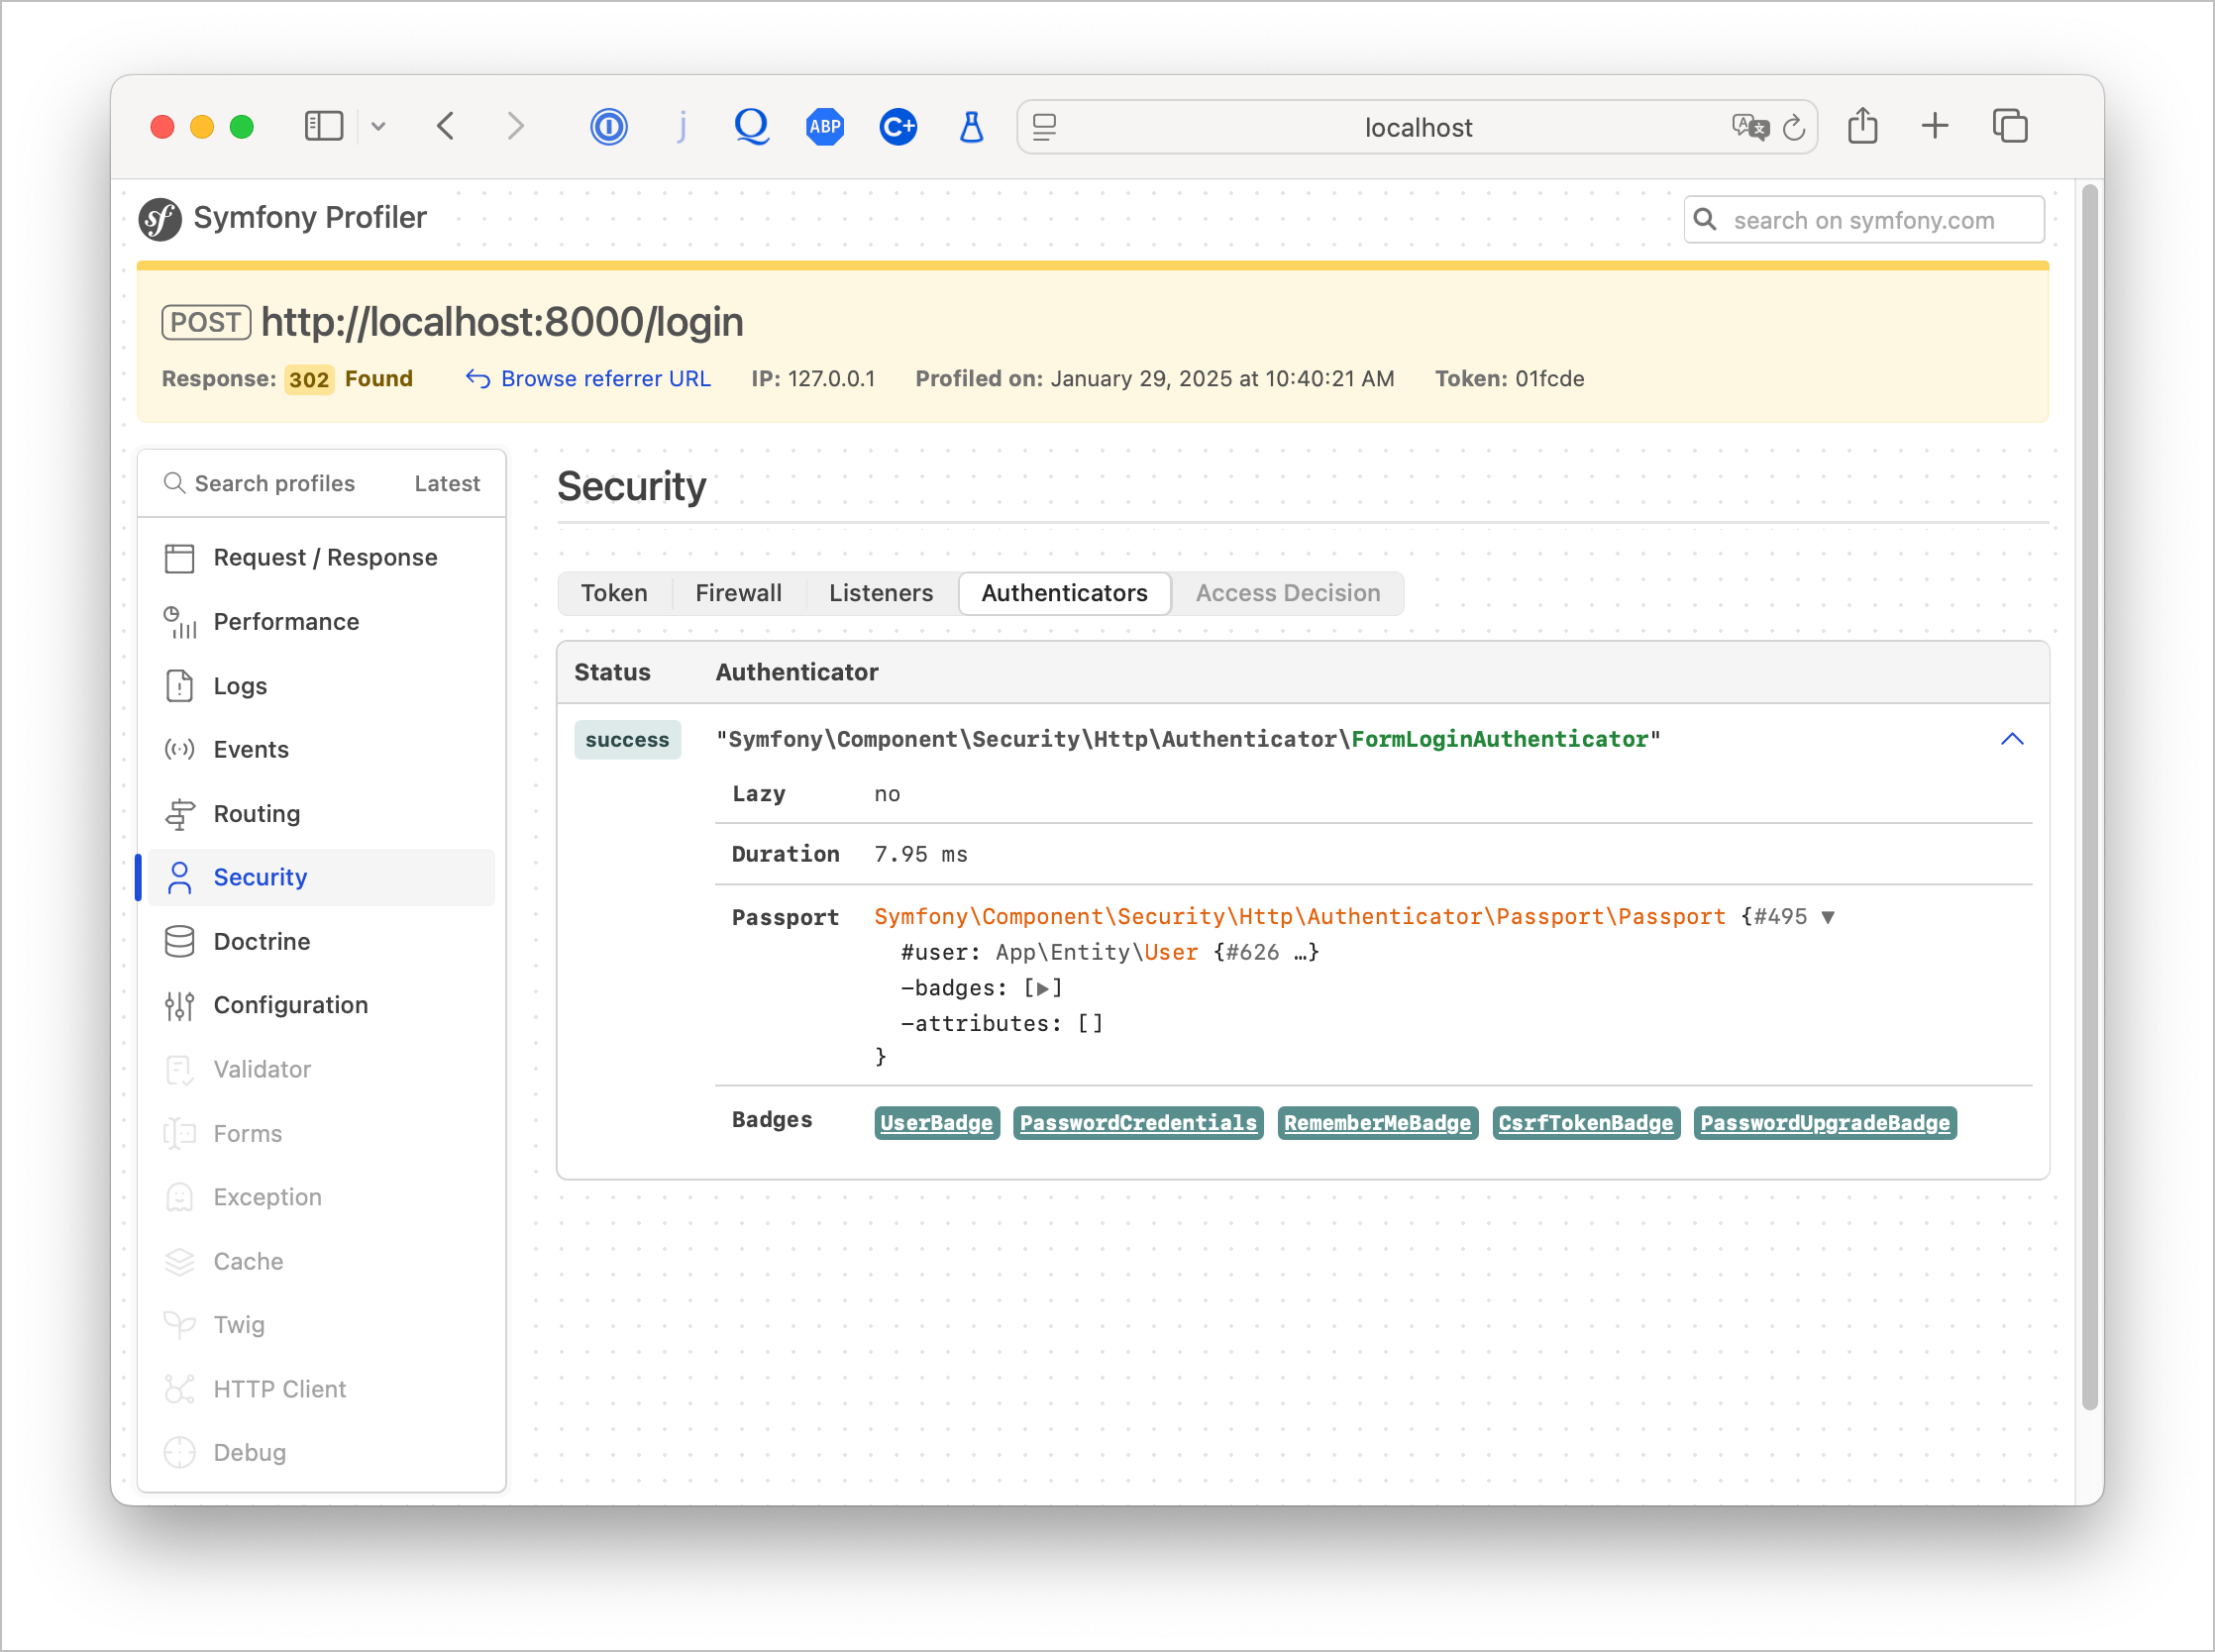 j
ABP
C+
localhost
sf Symfony Profiler
search on symfony.com
POST http://localhost:8000/login
Response: 302 Found Browse referrer URL IP: 127.0.0.1 Profiled on: January 29, 2025 at 10:40:21 AM Token: 01fcde
Search profiles Latest
Request / Response
Performance
Logs
Events
Routing
Security
Doctrine
Configuration
Validator
Forms
Exception
Cache
Twig
HTTP Client
Debug
Security
Token Firewall Listeners Authenticators Access Decision
Status Authenticator
success "Symfony\Component\Security\Http\Authenticator\FormLoginAuthenticator"
Lazy no
Duration 7.95 ms
Passport Symfony\Component\Security\Http\Authenticator\Passport\Passport {#495 ▼
#user: App\Entity\User {#626 …}
-badges: [▶]
-attributes: []
}
Badges UserBadge PasswordCredentials RememberMeBadge CsrfTokenBadge PasswordUpgradeBadge